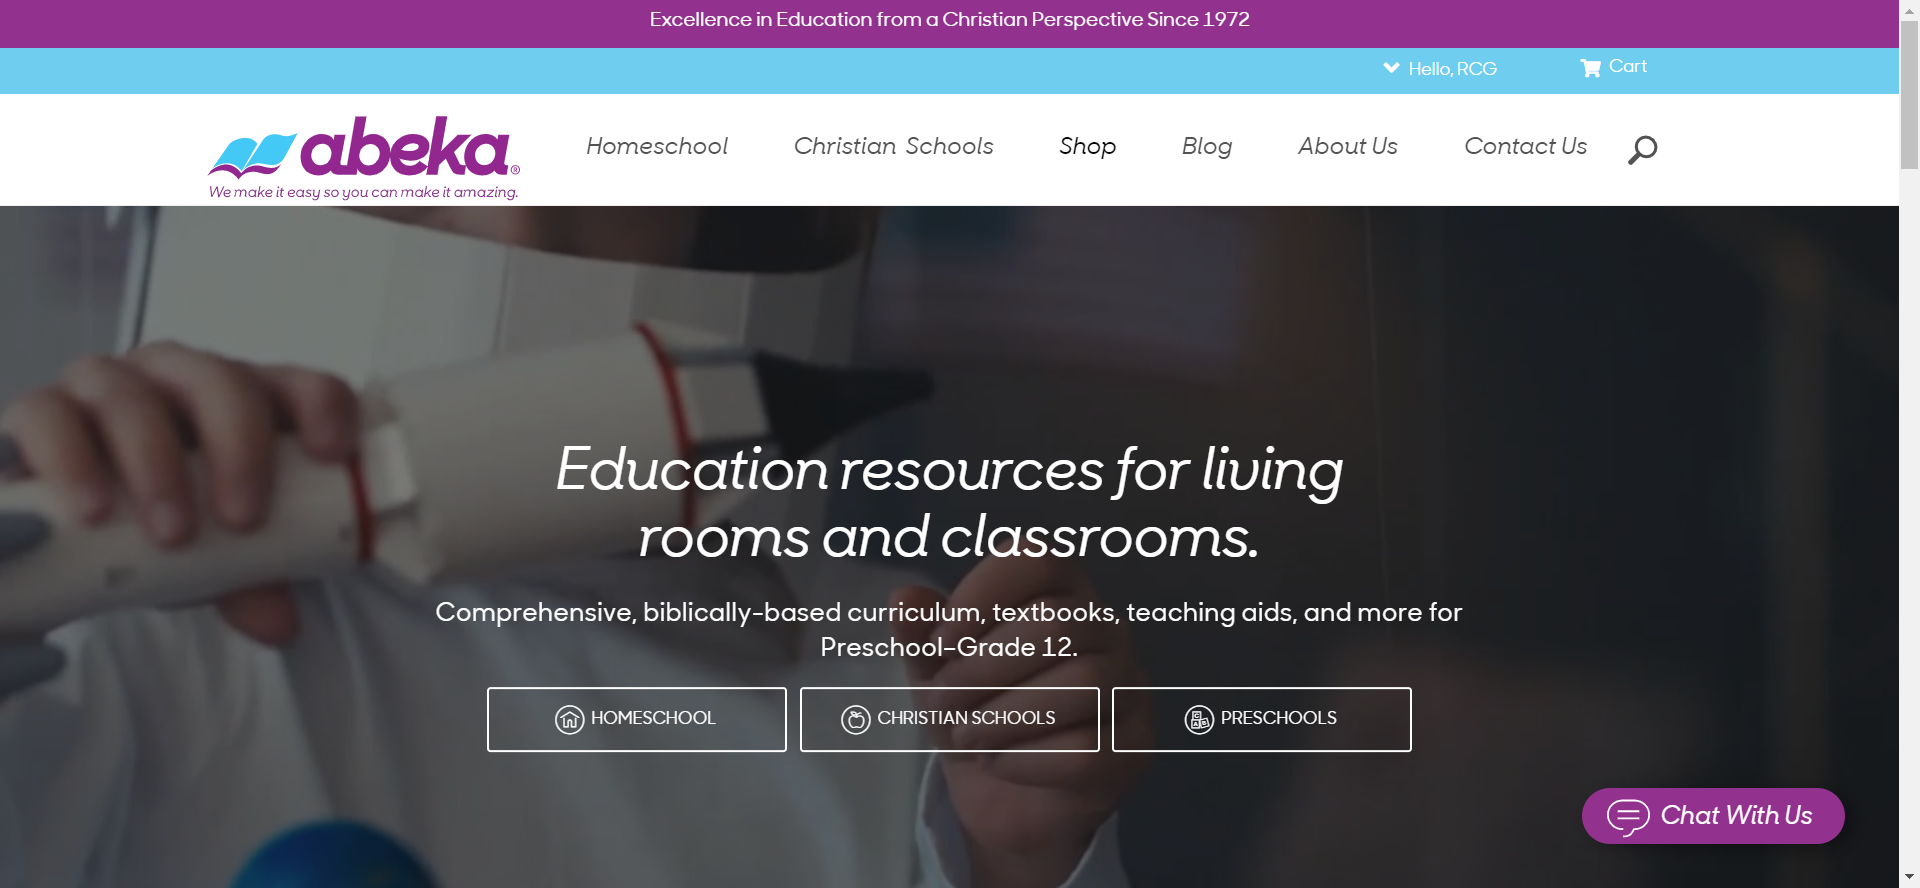 Excellence in Education from a Christian Perspective Since 1972
Hello, RCG
Cart
abeka®
We make it easy so you can make it amazing.
Homeschool
Christian Schools
Shop
Blog
About Us
Contact Us
Education resources for living
rooms and classrooms.
Comprehensive, biblically-based curriculum, textbooks, teaching aids, and more for
Preschool–Grade 12.
HOMESCHOOL
CHRISTIAN SCHOOLS
PRESCHOOLS
Chat With Us